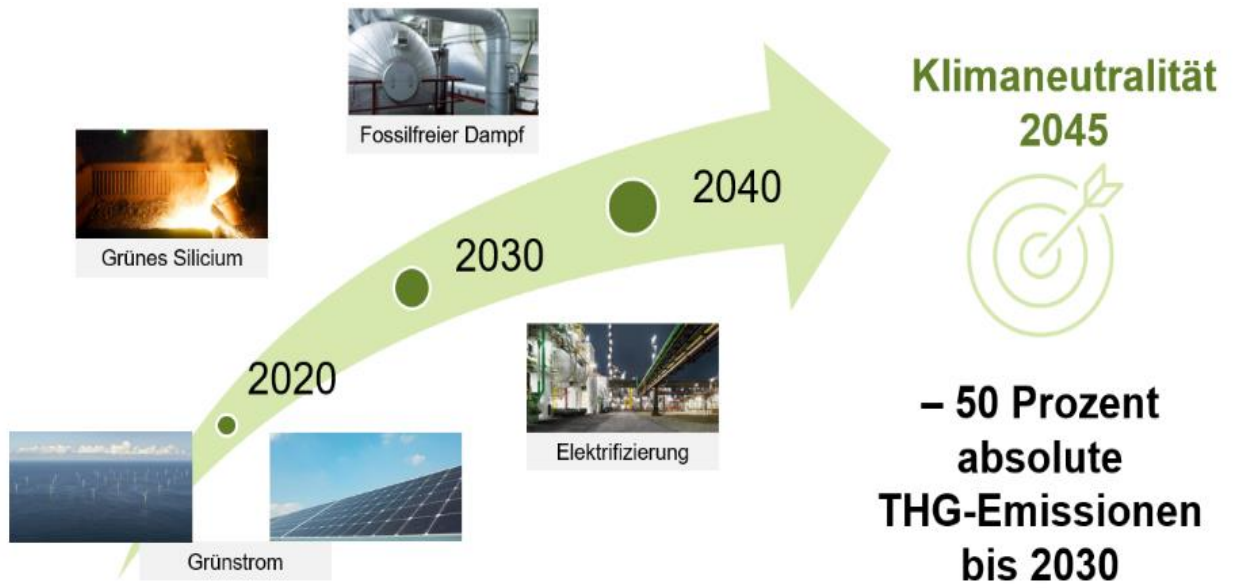 Fossilfreier Dampf
Klimaneutralität
2045
Grünes Silicium
2040
2030
2020
Elektrifizierung
Grünstrom
– 50 Prozent
absolute
THG-Emissionen
bis 2030